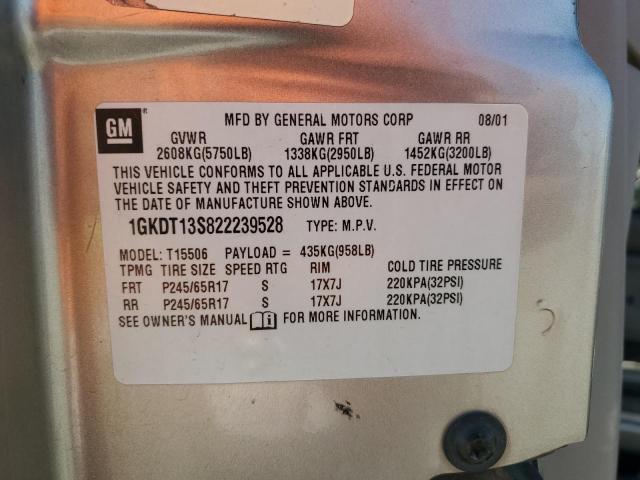 GM
MFD BY GENERAL MOTORS CORP 08/01
GVWR GAWR FRT GAWR RR
2608KG(5750LB) 1338KG(2950LB) 1452KG(3200LB)
THIS VEHICLE CONFORMS TO ALL APPLICABLE U.S. FEDERAL MOTOR
VEHICLE SAFETY AND THEFT PREVENTION STANDARDS IN EFFECT ON
THE DATE OF MANUFACTURE SHOWN ABOVE.
1GKDT13S822239528 TYPE: M.P.V.
MODEL: T15506 PAYLOAD = 435KG(958LB)
TPMG TIRE SIZE SPEED RTG RIM COLD TIRE PRESSURE
FRT P245/65R17 S 17X7J 220KPA(32PSI)
RR P245/65R17 S 17X7J 220KPA(32PSI)
SEE OWNER'S MANUAL FOR MORE INFORMATION.